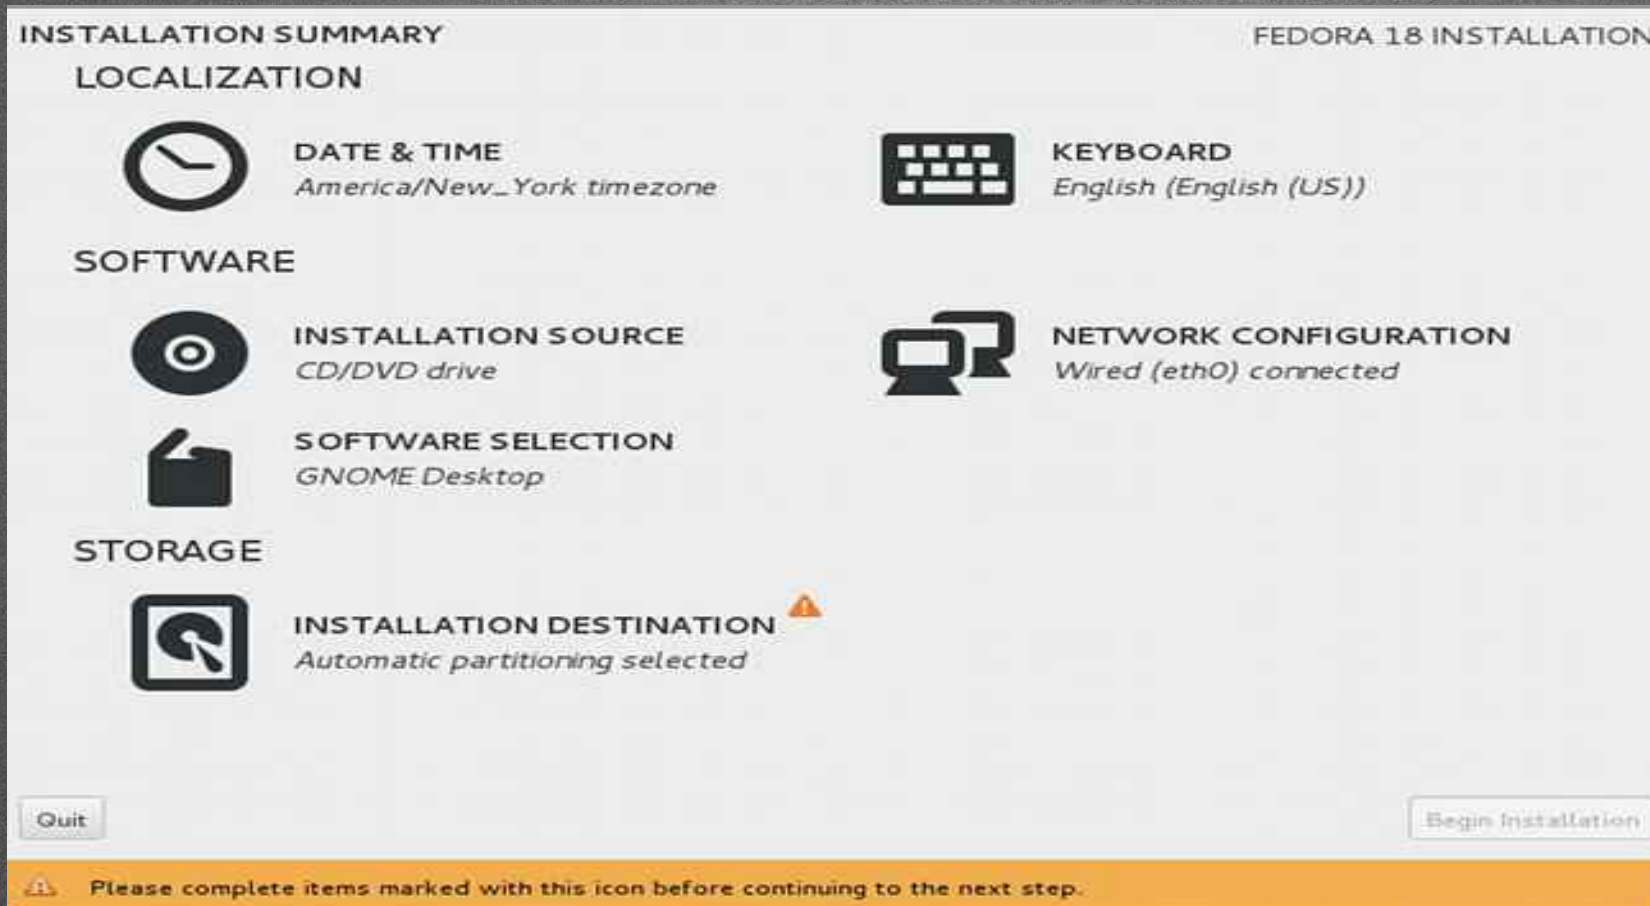 INSTALLATION SUMMARY
FEDORA 18 INSTALLATION
LOCALIZATION
DATE & TIME
America/New_York timezone
KEYBOARD
English (English (US))
SOFTWARE
INSTALLATION SOURCE
CD/DVD drive
NETWORK CONFIGURATION
Wired (eth0) connected
SOFTWARE SELECTION
GNOME Desktop
STORAGE
INSTALLATION DESTINATION
Automatic partitioning selected
Quit
Begin Installation
Please complete items marked with this icon before continuing to the next step.